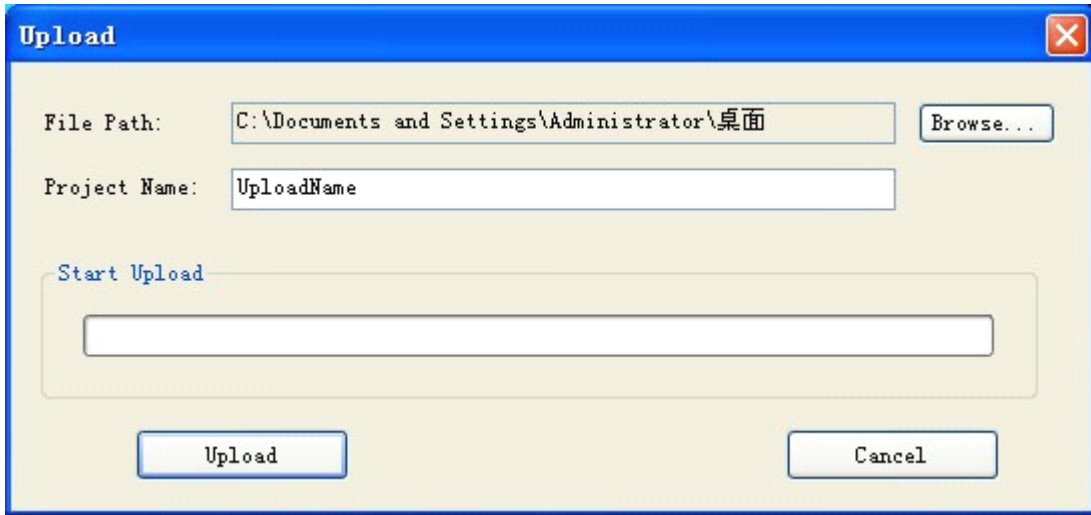 Upload
File Path: C:\Documents and Settings\Administrator\桌面 Browse...
Project Name: UploadName
Start Upload
Upload Cancel